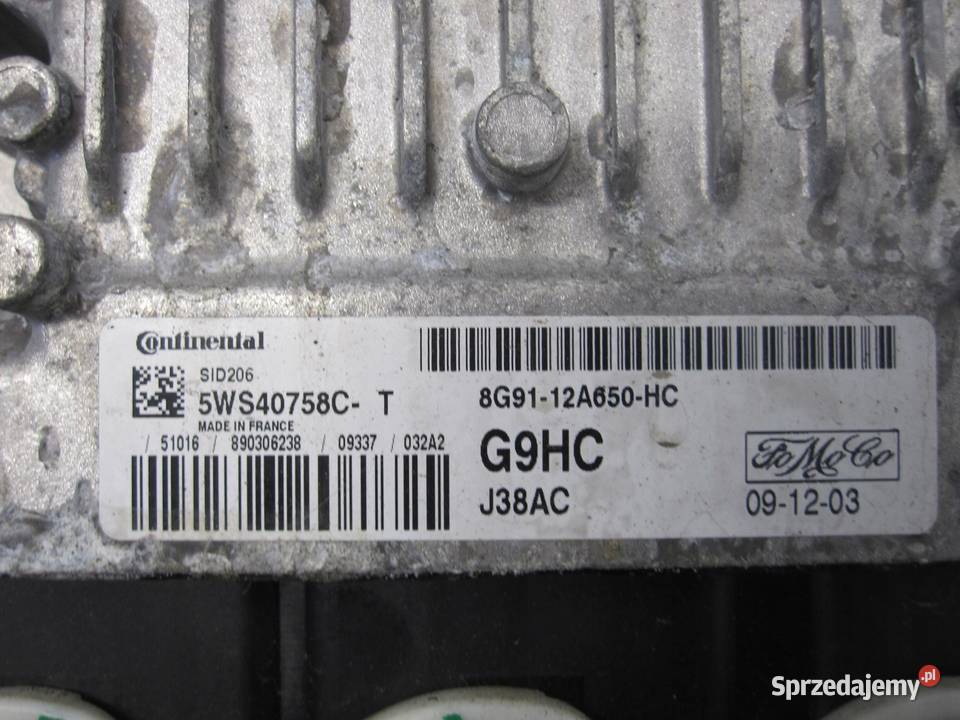 Continental
SID206
5WS40758C- T
MADE IN FRANCE
/ 51016 / 890306238 / 09337 / 032A2
8G91-12A650-HC
G9HC
J38AC
FoMoCo
09-12-03
Sprzedajemy.pl